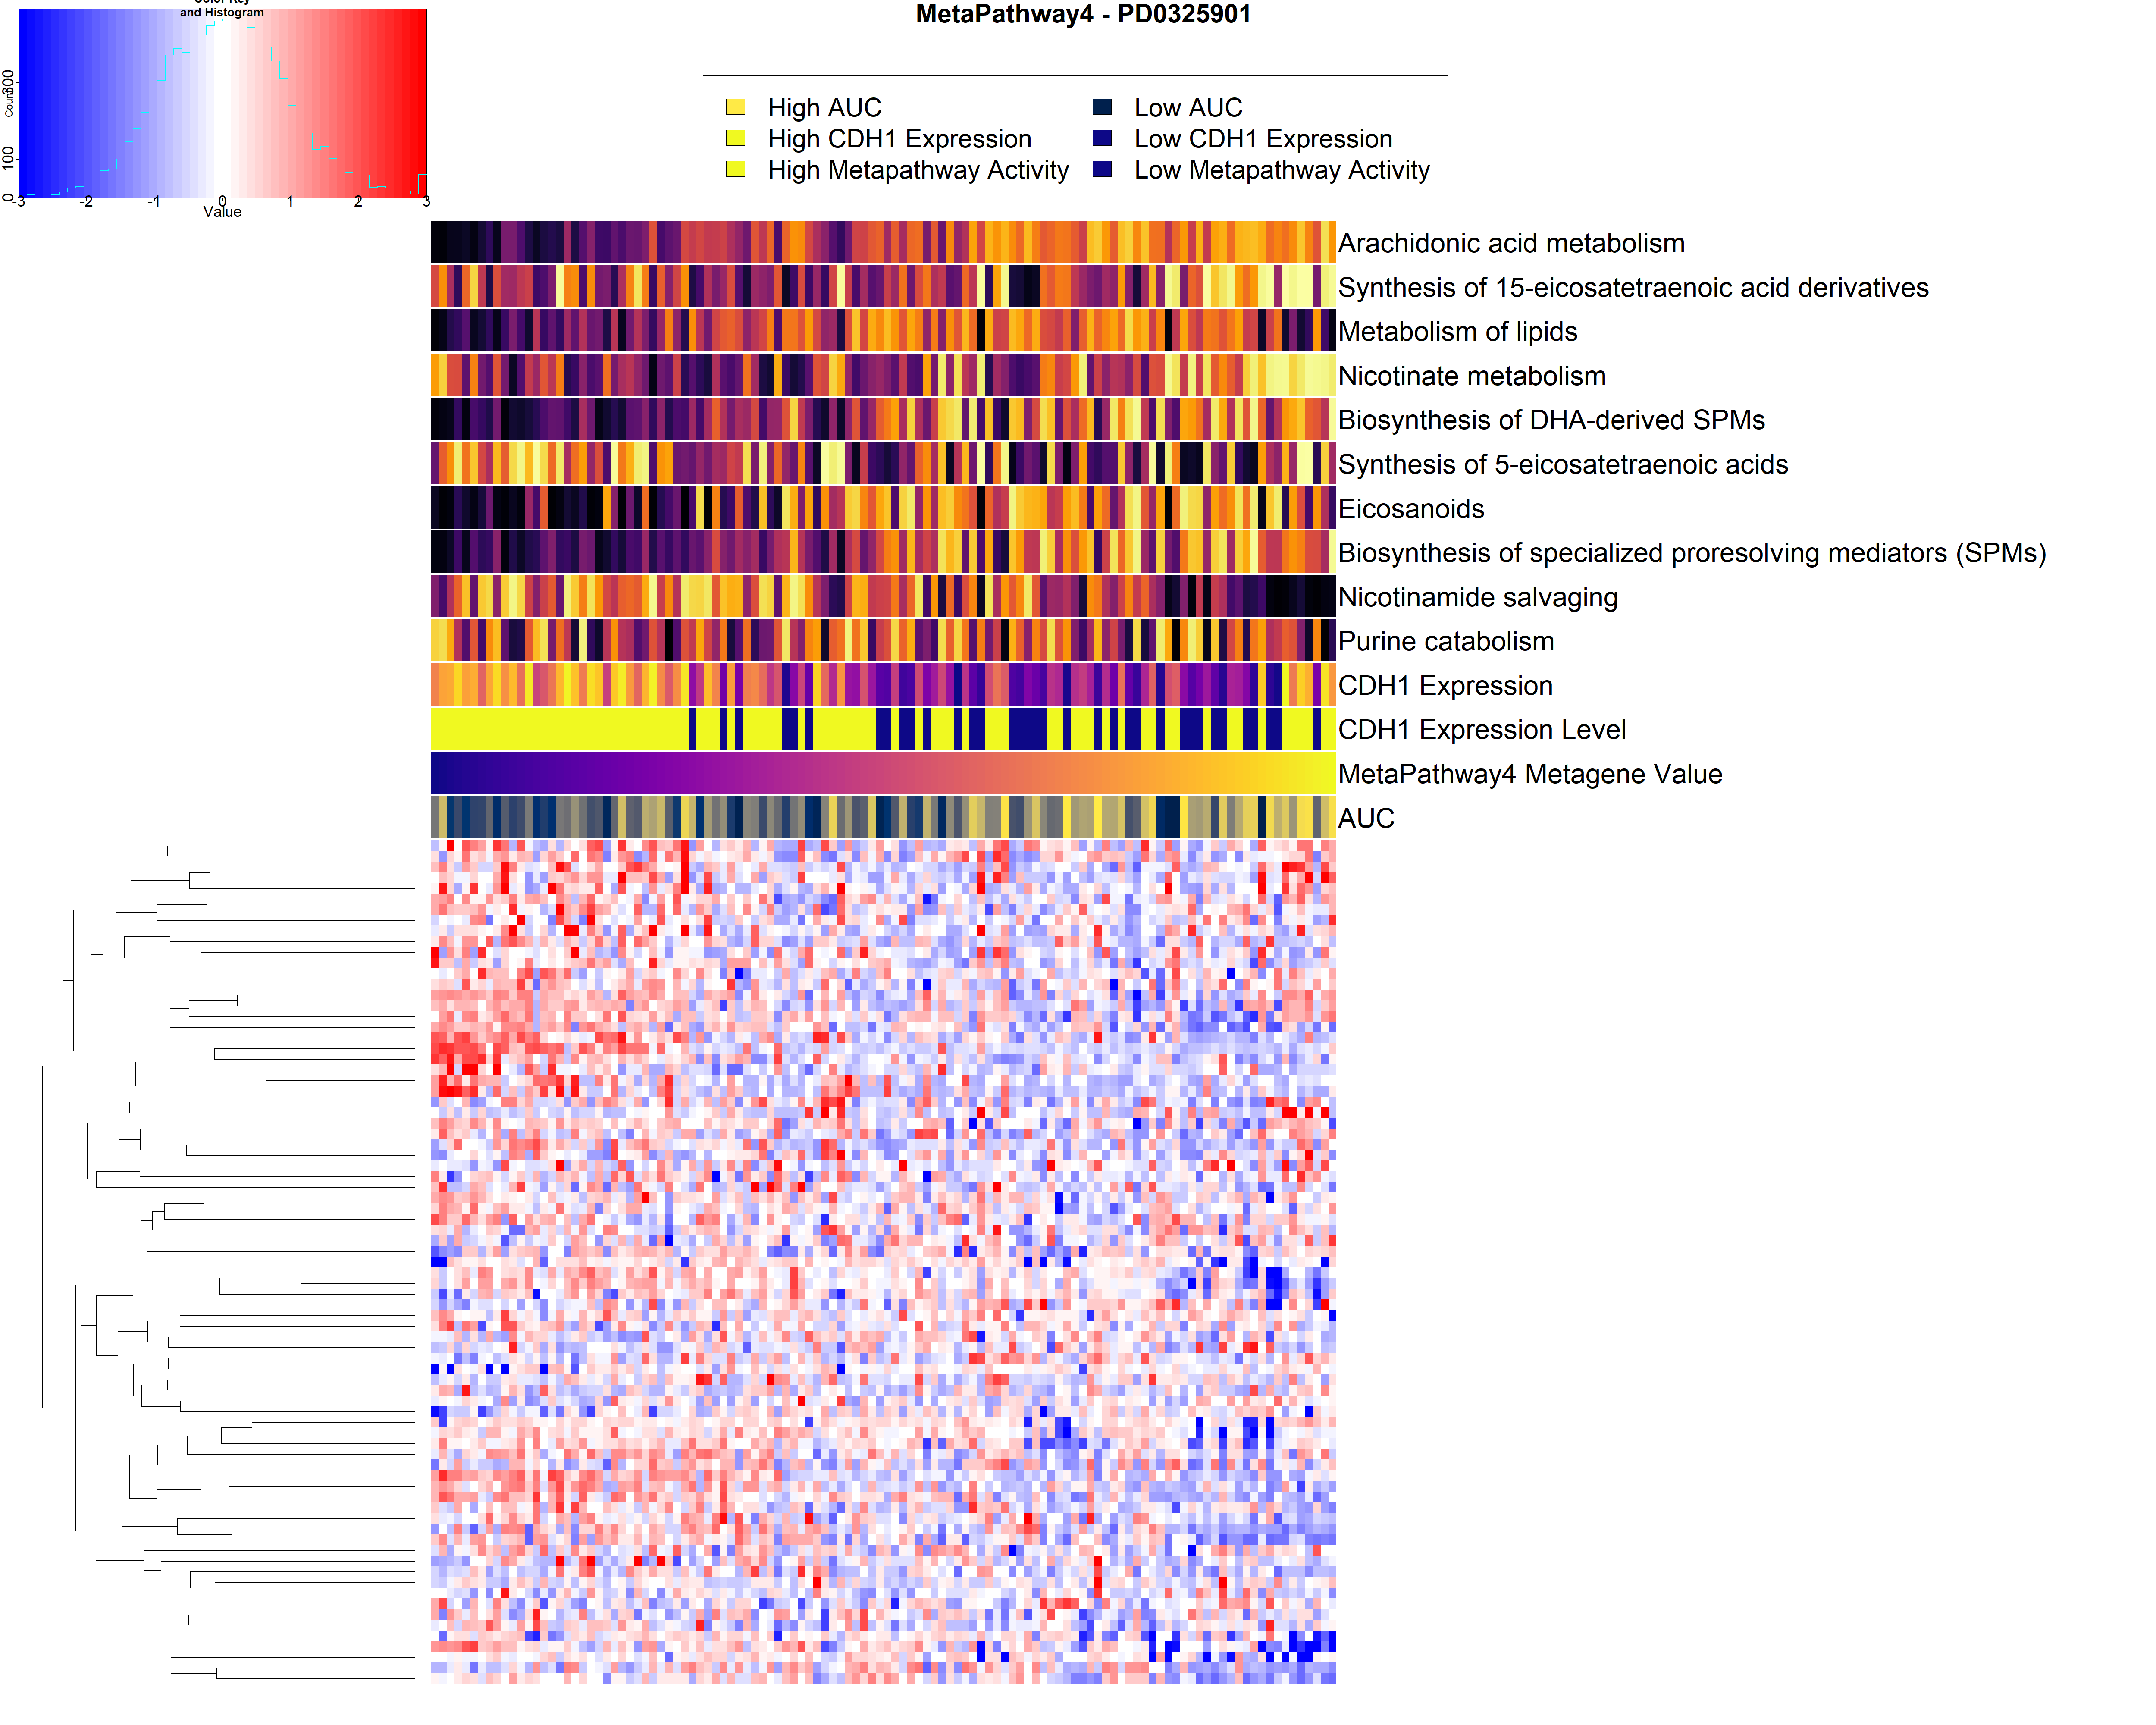 MetaPathway4 - PD0325901
Color Key
and Histogram
Count
0 100 300
-3 -2 -1 0 1 2 3
Value
High AUC Low AUC
High CDH1 Expression Low CDH1 Expression
High Metapathway Activity Low Metapathway Activity
Arachidonic acid metabolism
Synthesis of 15-eicosatetraenoic acid derivatives
Metabolism of lipids
Nicotinate metabolism
Biosynthesis of DHA-derived SPMs
Synthesis of 5-eicosatetraenoic acids
Eicosanoids
Biosynthesis of specialized proresolving mediators (SPMs)
Nicotinamide salvaging
Purine catabolism
CDH1 Expression
CDH1 Expression Level
MetaPathway4 Metagene Value
AUC